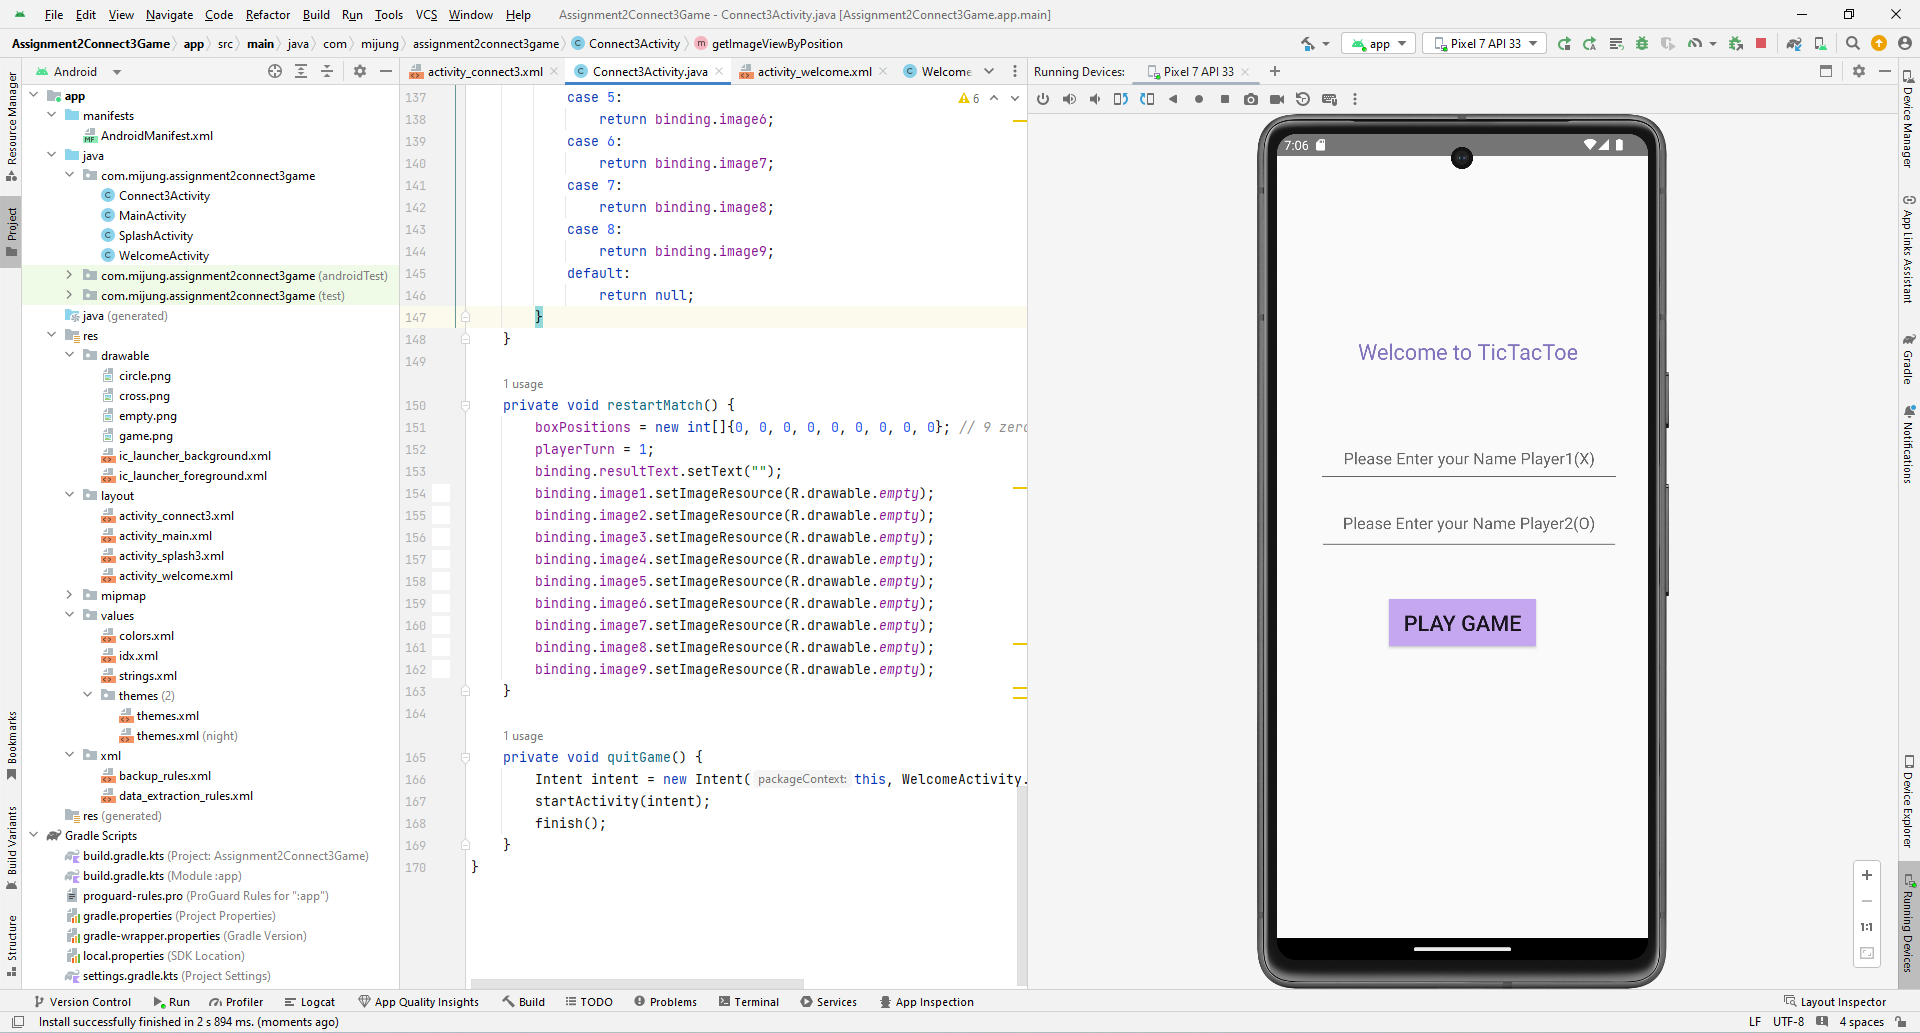 File Edit View Navigate Code Refactor Build Run Tools VCS Window Help Assignment2Connect3Game - Connect3Activity.java [Assignment2Connect3Game.app.main]
Assignment2Connect3Game app src main java com mijung assignment2connect3game Connect3Activity getImageViewByPosition app Pixel 7 API 33
Android activity_connect3.xml Connect3Activity.java activity_welcome.xml Welcome Running Devices: Pixel 7 API 33
Resource Manager
Project
Bookmarks
Build Variants
Structure
app
manifests
AndroidManifest.xml
java
com.mijung.assignment2connect3game
Connect3Activity
MainActivity
SplashActivity
WelcomeActivity
com.mijung.assignment2connect3game (androidTest)
com.mijung.assignment2connect3game (test)
java (generated)
res
drawable
circle.png
cross.png
empty.png
game.png
ic_launcher_background.xml
ic_launcher_foreground.xml
layout
activity_connect3.xml
activity_main.xml
activity_splash3.xml
activity_welcome.xml
mipmap
values
colors.xml
idx.xml
strings.xml
themes (2)
themes.xml
themes.xml (night)
xml
backup_rules.xml
data_extraction_rules.xml
res (generated)
Gradle Scripts
build.gradle.kts (Project: Assignment2Connect3Game)
build.gradle.kts (Module :app)
proguard-rules.pro (ProGuard Rules for ":app")
gradle.properties (Project Properties)
gradle-wrapper.properties (Gradle Version)
local.properties (SDK Location)
settings.gradle.kts (Project Settings)
6
137 case 5:
138 return binding.image6;
139 case 6:
140 return binding.image7;
141 case 7:
142 return binding.image8;
143 case 8:
144 return binding.image9;
145 default:
146 return null;
147 }
148 }
149
1 usage
150 private void restartMatch() {
151 boxPositions = new int[]{0, 0, 0, 0, 0, 0, 0, 0, 0}; // 9 zero
152 playerTurn = 1;
153 binding.resultText.setText("");
154 binding.image1.setImageResource(R.drawable.empty);
155 binding.image2.setImageResource(R.drawable.empty);
156 binding.image3.setImageResource(R.drawable.empty);
157 binding.image4.setImageResource(R.drawable.empty);
158 binding.image5.setImageResource(R.drawable.empty);
159 binding.image6.setImageResource(R.drawable.empty);
160 binding.image7.setImageResource(R.drawable.empty);
161 binding.image8.setImageResource(R.drawable.empty);
162 binding.image9.setImageResource(R.drawable.empty);
163 }
164
1 usage
165 private void quitGame() {
166 Intent intent = new Intent( packageContext: this, WelcomeActivity.
167 startActivity(intent);
168 finish();
169 }
170 }
7:06
Welcome to TicTacToe
Please Enter your Name Player1(X)
Please Enter your Name Player2(O)
PLAY GAME
1:1
Device Manager
App Links Assistant
Gradle
Notifications
Device Explorer
Running Devices
Version Control Run Profiler Logcat App Quality Insights Build TODO Problems Terminal Services App Inspection Layout Inspector
Install successfully finished in 2 s 894 ms. (moments ago) LF UTF-8 4 spaces